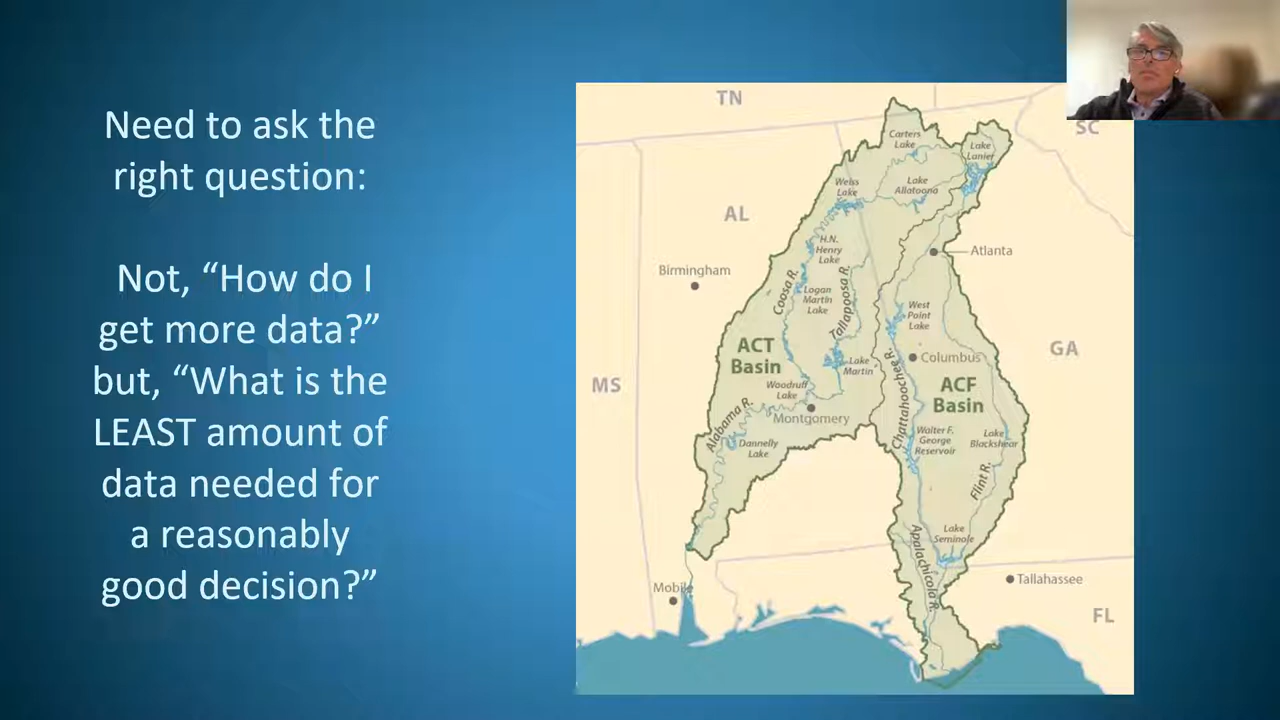 Need to ask the
right question:
Not, “How do I
get more data?”
but, “What is the
LEAST amount of
data needed for
a reasonably
good decision?”
TN
SC
Carters
Lake
Lake
Lanier
Weiss
Lake
Lake
Allatoona
AL
H.N.
Henry
Lake
Atlanta
Birmingham
Coosa R.
Logan
Martin
Lake
Tallapoosa R.
West
Point
Lake
ACT
Basin
GA
Columbus
Lake
Martin
MS
Woodruff
Lake
Chattahoochee R.
ACF
Basin
Montgomery
Alabama R.
Dannelly
Lake
Walter F.
George
Reservoir
Lake
Blackshear
Flint R.
Lake
Seminole
Apalachicola R.
Mobile
Tallahassee
FL